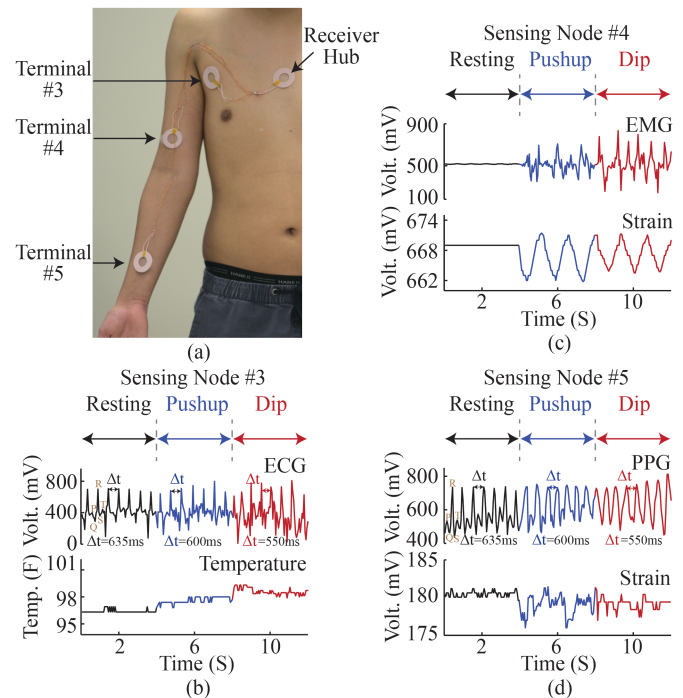 Terminal
#3
Receiver
Hub
Terminal
#4
Terminal
#5
(a)
Sensing Node #4
Resting Pushup Dip
EMG
Volt. (mV)
900
500
100
Strain
Volt. (mV)
674
668
662
2 6 10
Time (S)
(c)
Sensing Node #3
Resting Pushup Dip
ECG
Volt. (mV)
800
400
0
R
P T
Q S
Δt Δt Δt
Δt=635ms Δt=600ms Δt=550ms
Temperature
Temp. (F)
101
98
95
2 6 10
Time (S)
(b)
Sensing Node #5
Resting Pushup Dip
PPG
Volt. (mV)
800
600
400
R
QS
Δt Δt Δt
Δt=635ms Δt=600ms Δt=550ms
Strain
Volt. (mV)
185
180
175
2 6 10
Time (S)
(d)